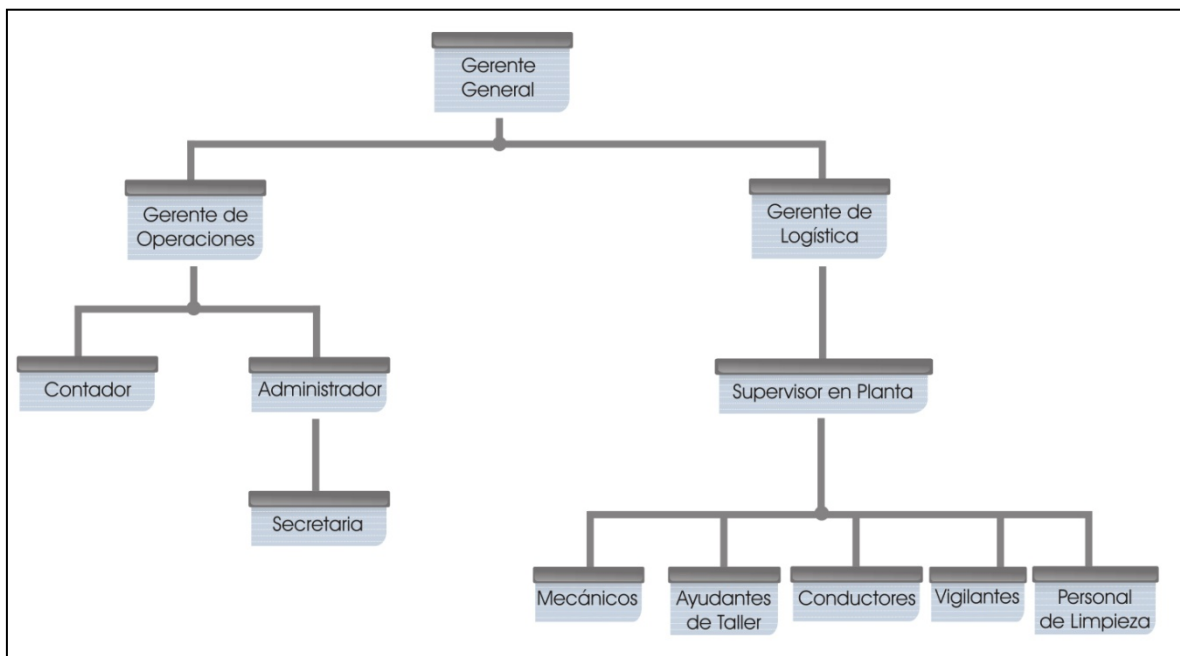 Gerente
General
Gerente de
Operaciones
Gerente de
Logística
Contador
Administrador
Supervisor en Planta
Secretaria
Mecánicos
Ayudantes
de Taller
Conductores
Vigilantes
Personal
de Limpieza